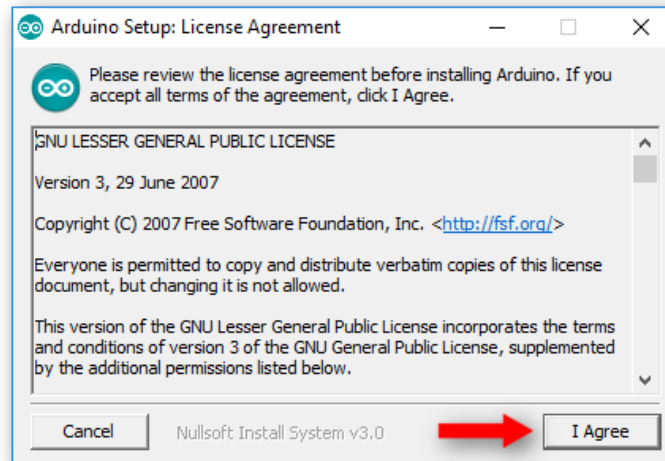 Arduino Setup: License Agreement
Please review the license agreement before installing Arduino. If you
accept all terms of the agreement, click I Agree.
GNU LESSER GENERAL PUBLIC LICENSE
Version 3, 29 June 2007
Copyright (C) 2007 Free Software Foundation, Inc. <http://fsf.org/>
Everyone is permitted to copy and distribute verbatim copies of this license
document, but changing it is not allowed.
This version of the GNU Lesser General Public License incorporates the terms
and conditions of version 3 of the GNU General Public License, supplemented
by the additional permissions listed below.
Cancel
Nullsoft Install System v3.0
I Agree